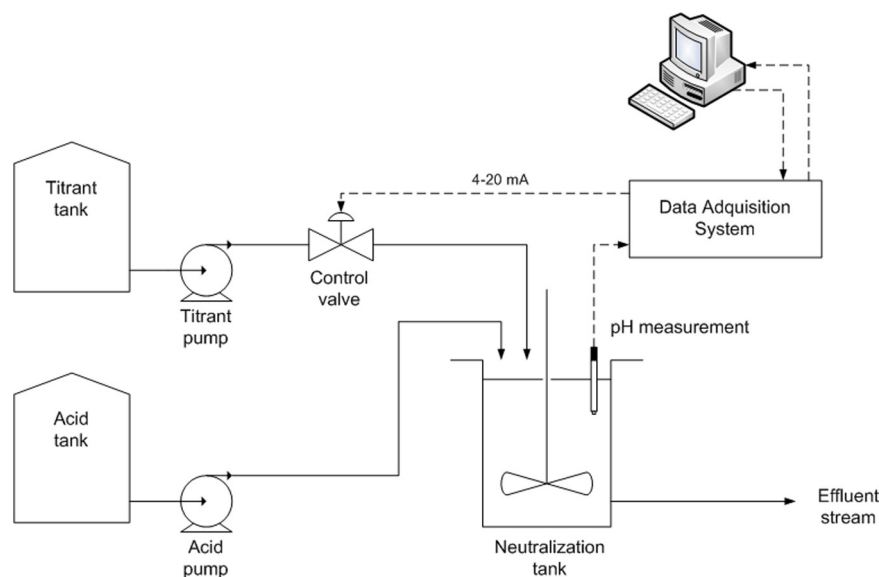 4-20 mA
Titrant
tank
Data Adquisition
System
Control
valve
Titrant
pump
pH measurement
Acid
tank
Effluent
stream
Acid
pump
Neutralization
tank